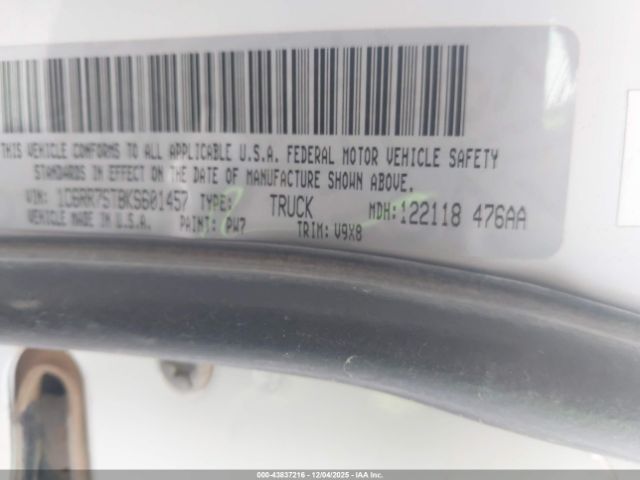 THIS VEHICLE CONFORMS TO ALL APPLICABLE U.S.A. FEDERAL MOTOR VEHICLE SAFETY
STANDARDS IN EFFECT ON THE DATE OF MANUFACTURE SHOWN ABOVE.
VIN: 1C6RR7STBKS601457 TYPE: TRUCK MDH: 122118 476AA
VEHICLE MADE IN U.S.A. PAINT: PW7 TRIM: V9X8
000-43837216 - 12/04/2025 - IAA Inc.